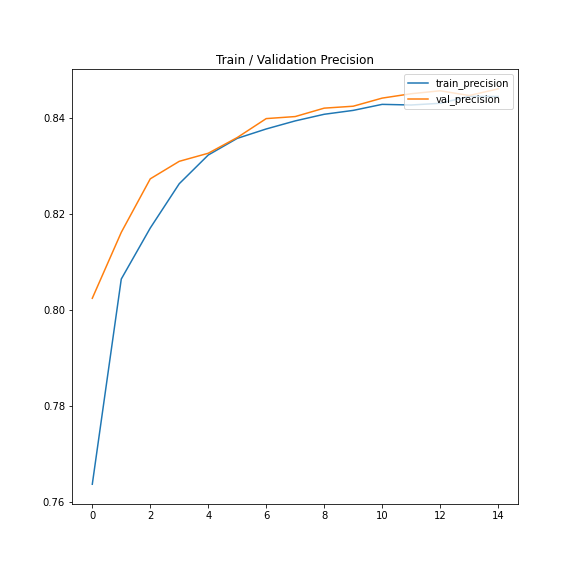 Train / Validation Precision
train_precision
val_precision
0.84
0.82
0.80
0.78
0.76
0 2 4 6 8 10 12 14